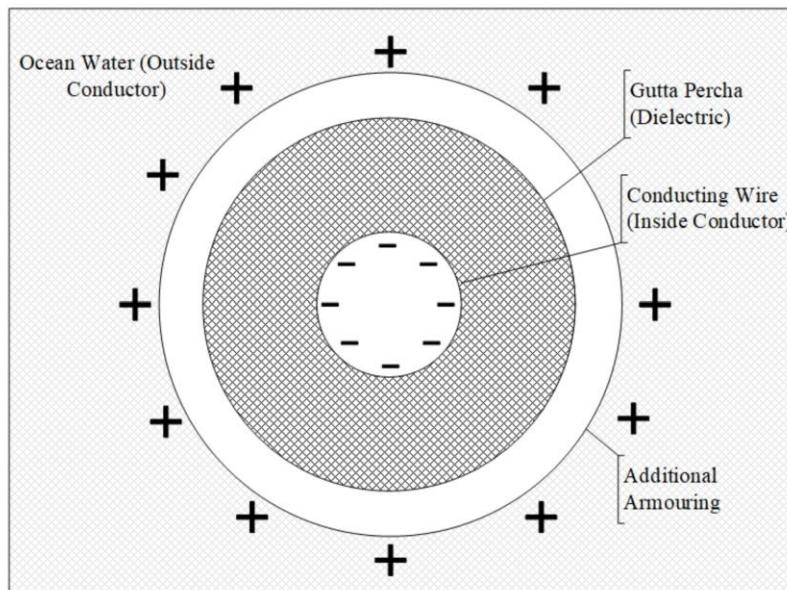 Ocean Water (Outside
Conductor)
Gutta Percha
(Dielectric)
Conducting Wire
(Inside Conductor)
Additional
Armouring